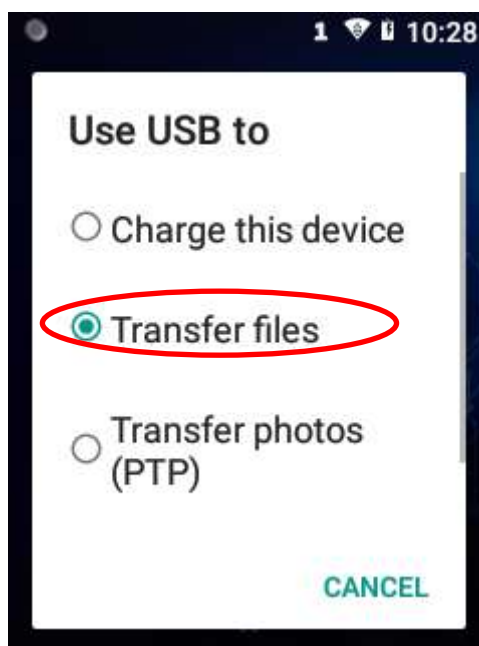 1 10:28
Use USB to
Charge this device
Transfer files
Transfer photos
(PTP)
CANCEL